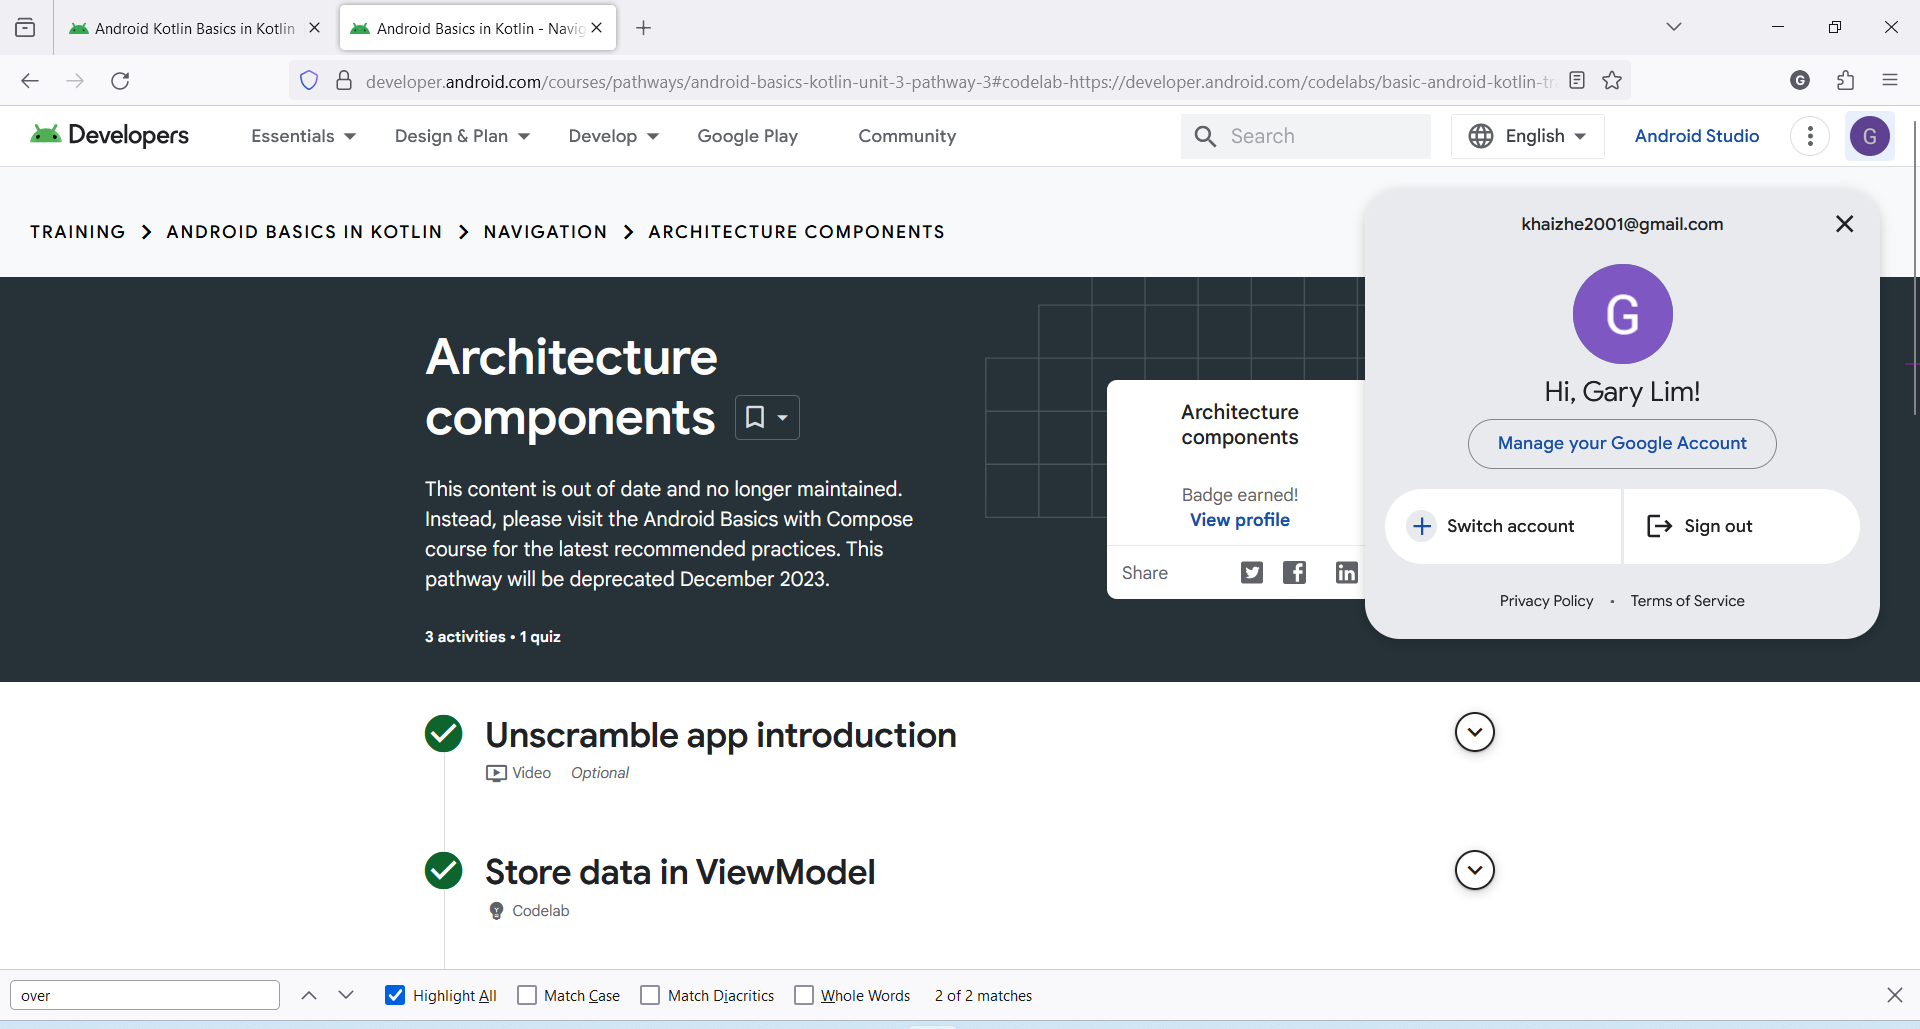 Android Kotlin Basics in Kotlin
Android Basics in Kotlin - Navig
developer.android.com/courses/pathways/android-basics-kotlin-unit-3-pathway-3#codelab-https://developer.android.com/codelabs/basic-android-kotlin-tr
G
Developers
Essentials
Design & Plan
Develop
Google Play
Community
Search
English
Android Studio
G
TRAINING > ANDROID BASICS IN KOTLIN > NAVIGATION > ARCHITECTURE COMPONENTS
khaizhe2001@gmail.com
G
Hi, Gary Lim!
Manage your Google Account
Switch account
Sign out
Privacy Policy • Terms of Service
Architecture
components
This content is out of date and no longer maintained.
Instead, please visit the Android Basics with Compose
course for the latest recommended practices. This
pathway will be deprecated December 2023.
3 activities • 1 quiz
Architecture
components
Badge earned!
View profile
Share
Unscramble app introduction
Video Optional
Store data in ViewModel
Codelab
over
Highlight All
Match Case
Match Diacritics
Whole Words
2 of 2 matches